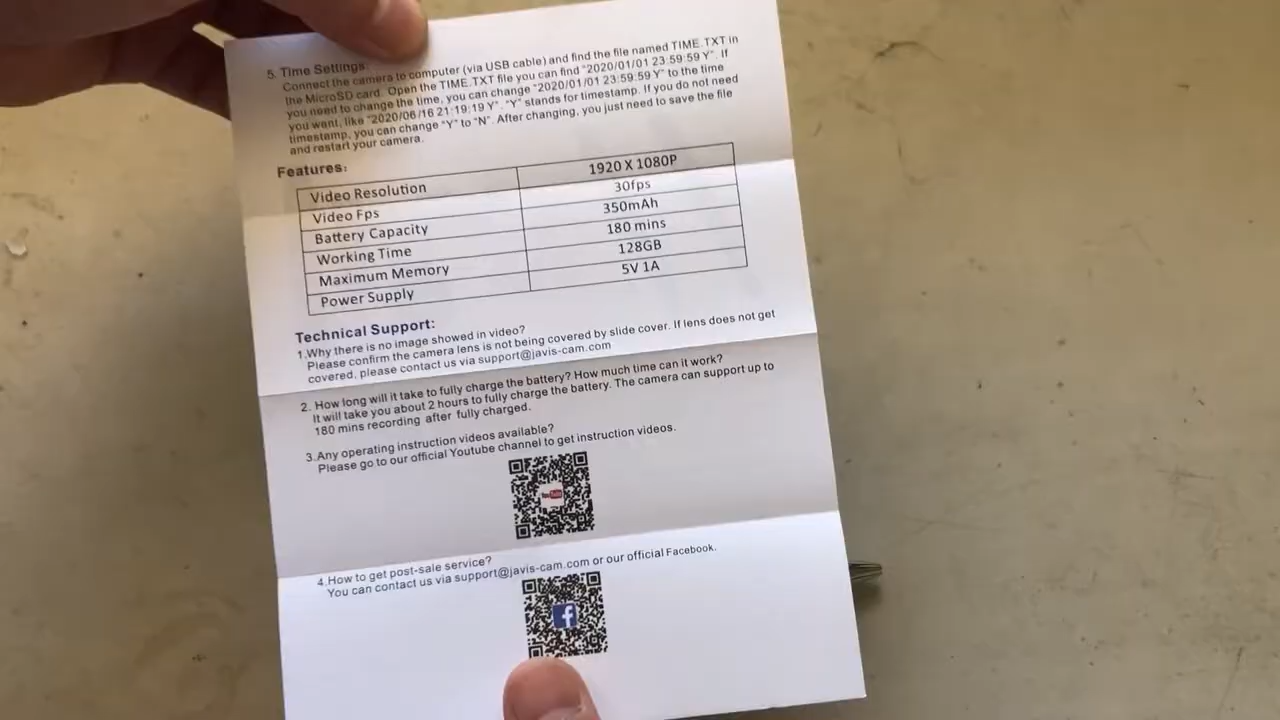 5. Time Settings:
Connect the camera to computer (via USB cable) and find the file named TIME.TXT in
the MicroSD card. Open the TIME.TXT file you can find "2020/01/01 23:59:59 Y". If
you need to change the time, you can change "2020/01/01 23:59:59 Y" to the time
you want, like "2020/06/16 21:19:19 Y". "Y" stands for timestamp. If you do not need
timestemp, you can change "Y" to "N". After changing, you just need to save the file
and restart your camera.
Features:
Video Resolution 1920 X 1080P
Video Fps 30fps
Battery Capacity 350mAh
Working Time 180 mins
Maximum Memory 128GB
Power Supply 5V 1A
Technical Support:
1.Why there is no image showed in video?
Please confirm the camera lens is not being covered by slide cover. If lens does not get
covered, please contact us via support@javis-cam.com
2. How long will it take to fully charge the battery? How much time can it work?
It will take you about 2 hours to fully charge the battery. The camera can support up to
180 mins recording after fully charged.
3.Any operating instruction videos available?
Please go to our official Youtube channel to get instruction videos.
YouTube
4.How to get post-sale service?
You can contact us via support@javis-cam.com or our official Facebook.
f